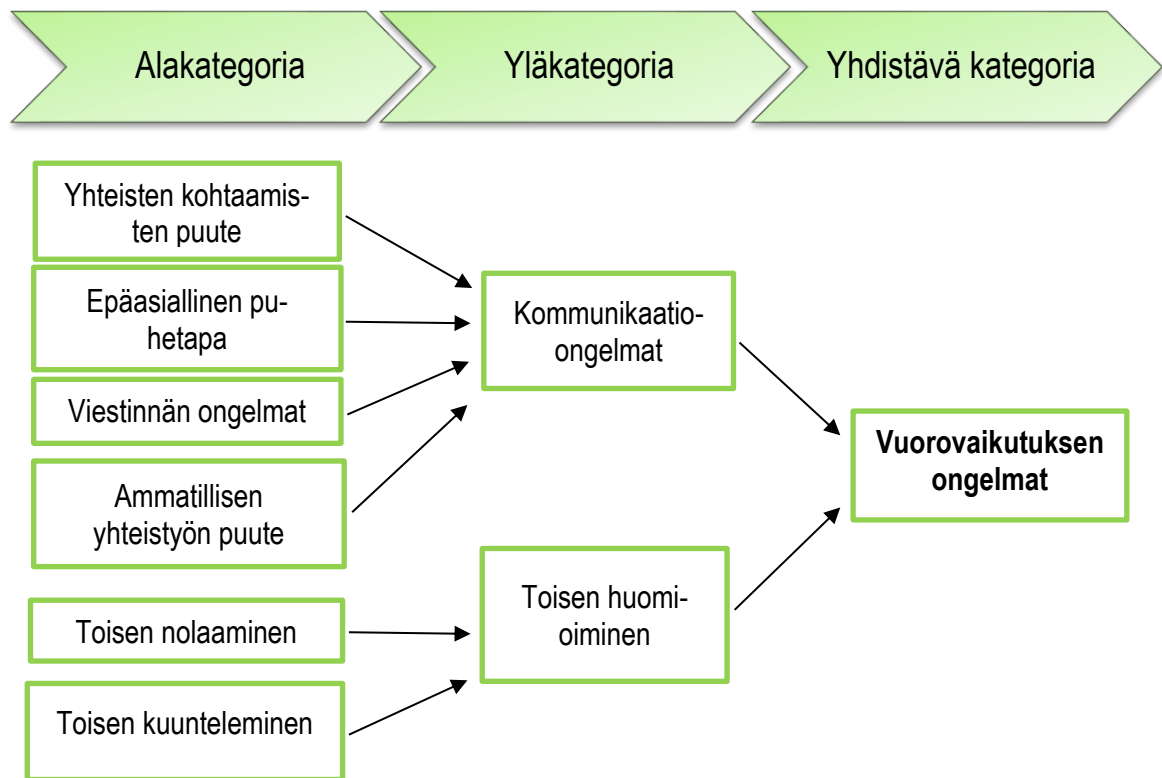 Alakategoria
Yläkategoria
Yhdistävä kategoria
Yhteisten kohtaamis-
ten puute
Epäasiallinen pu-
hetapa
Viestinnän ongelmat
Ammatillisen
yhteistyön puute
Toisen nolaaminen
Toisen kuunteleminen
Kommunikaatio-
ongelmat
Toisen huomi-
oiminen
Vuorovaikutuksen
ongelmat